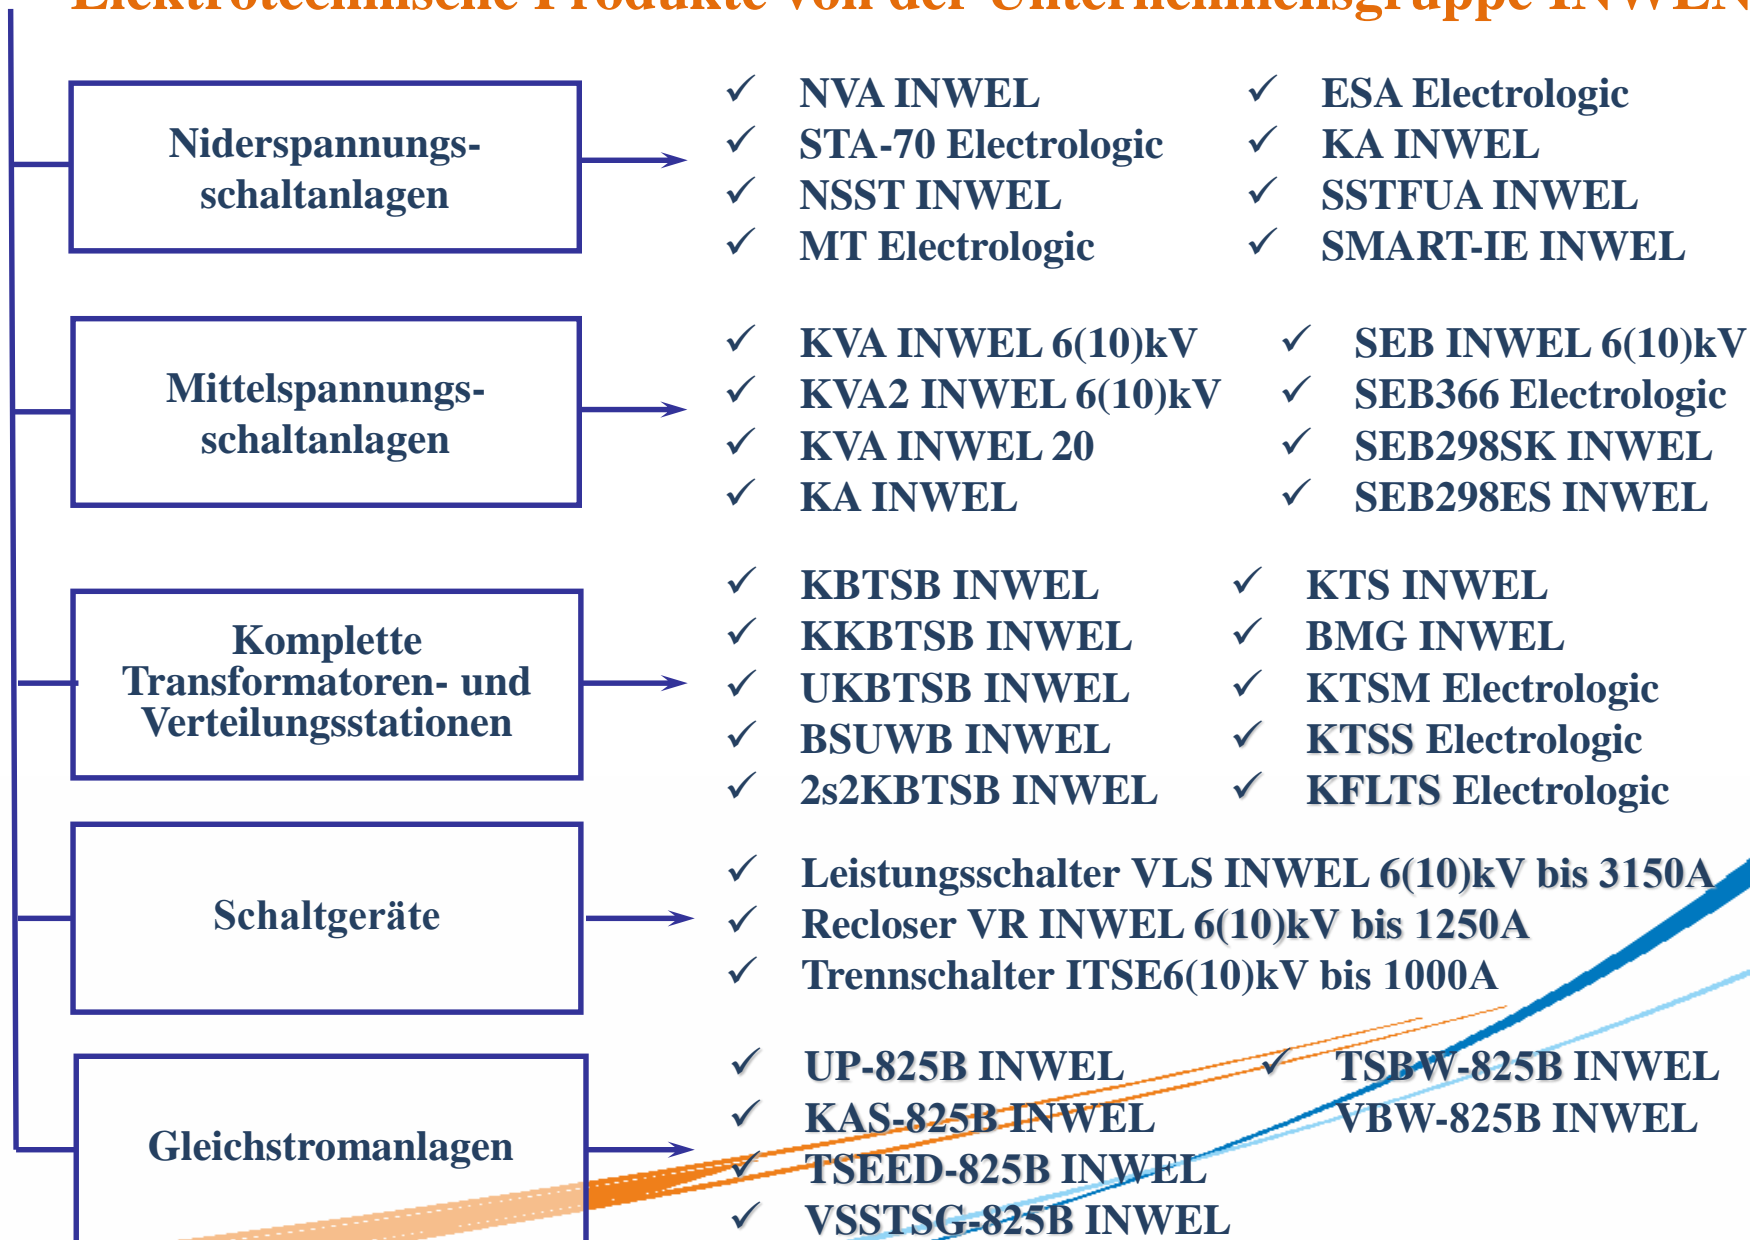 Elektrotechnische Produkte von der Unternehmensgruppe INWEN
Niderspannungs-
schaltanlagen
✓ NVA INWEL
✓ STA-70 Electrologic
✓ NSST INWEL
✓ MT Electrologic
✓ ESA Electrologic
✓ KA INWEL
✓ SSTFUA INWEL
✓ SMART-IE INWEL
Mittelspannungs-
schaltanlagen
✓ KVA INWEL 6(10)kV
✓ KVA2 INWEL 6(10)kV
✓ KVA INWEL 20
✓ KA INWEL
✓ SEB INWEL 6(10)kV
✓ SEB366 Electrologic
✓ SEB298SK INWEL
✓ SEB298ES INWEL
Komplette
Transformatoren- und
Verteilungsstationen
✓ KBTSB INWEL
✓ KKBTSB INWEL
✓ UKBTSB INWEL
✓ BSUWB INWEL
✓ 2s2KBTSB INWEL
✓ KTS INWEL
✓ BMG INWEL
✓ KTSM Electrologic
✓ KTSS Electrologic
✓ KFLTS Electrologic
Schaltgeräte
✓ Leistungsschalter VLS INWEL 6(10)kV bis 3150A
✓ Recloser VR INWEL 6(10)kV bis 1250A
✓ Trennschalter ITSE6(10)kV bis 1000A
Gleichstromanlagen
✓ UP-825B INWEL
✓ KAS-825B INWEL
✓ TSEED-825B INWEL
✓ VSSTSG-825B INWEL
✓ TSBW-825B INWEL
VBW-825B INWEL